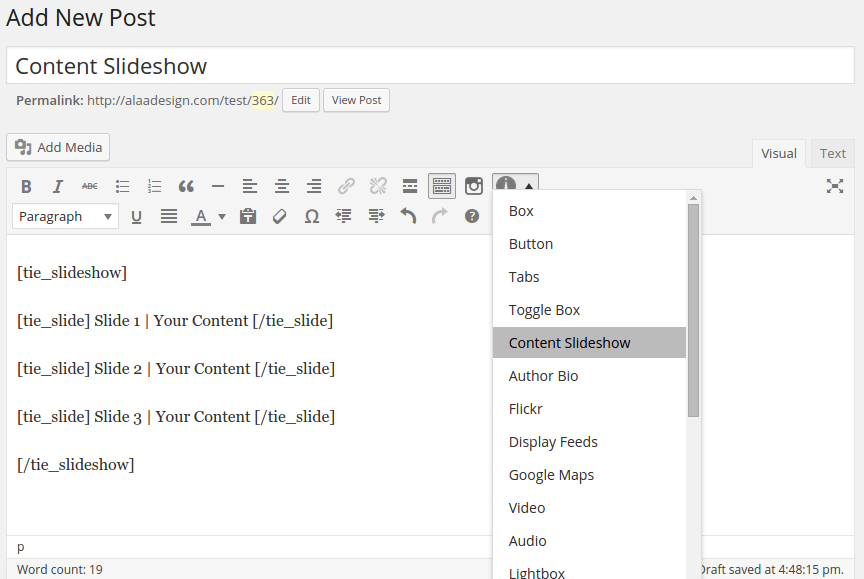 Add New Post
Content Slideshow
Permalink: http://alaadesign.com/test/363/ Edit View Post
Add Media
Visual Text
B I ABC
Paragraph U A
[tie_slideshow]
[tie_slide] Slide 1 | Your Content [/tie_slide]
[tie_slide] Slide 2 | Your Content [/tie_slide]
[tie_slide] Slide 3 | Your Content [/tie_slide]
[/tie_slideshow]
Box
Button
Tabs
Toggle Box
Content Slideshow
Author Bio
Flickr
Display Feeds
Google Maps
Video
Audio
Lightbox
p
Word count: 19
Draft saved at 4:48:15 pm.